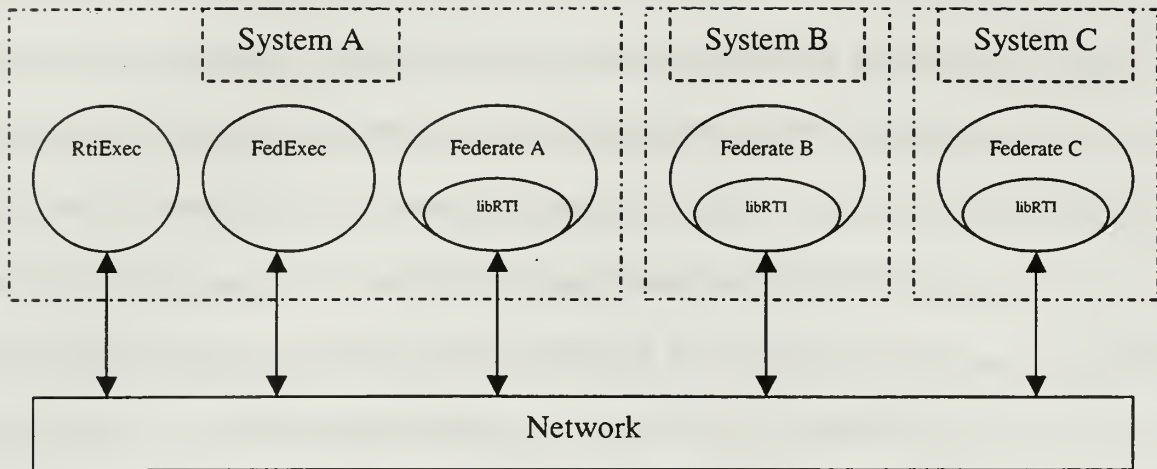 System A
System B
System C
RtiExec
FedExec
Federate A
Federate B
Federate C
libRTI
libRTI
libRTI
Network